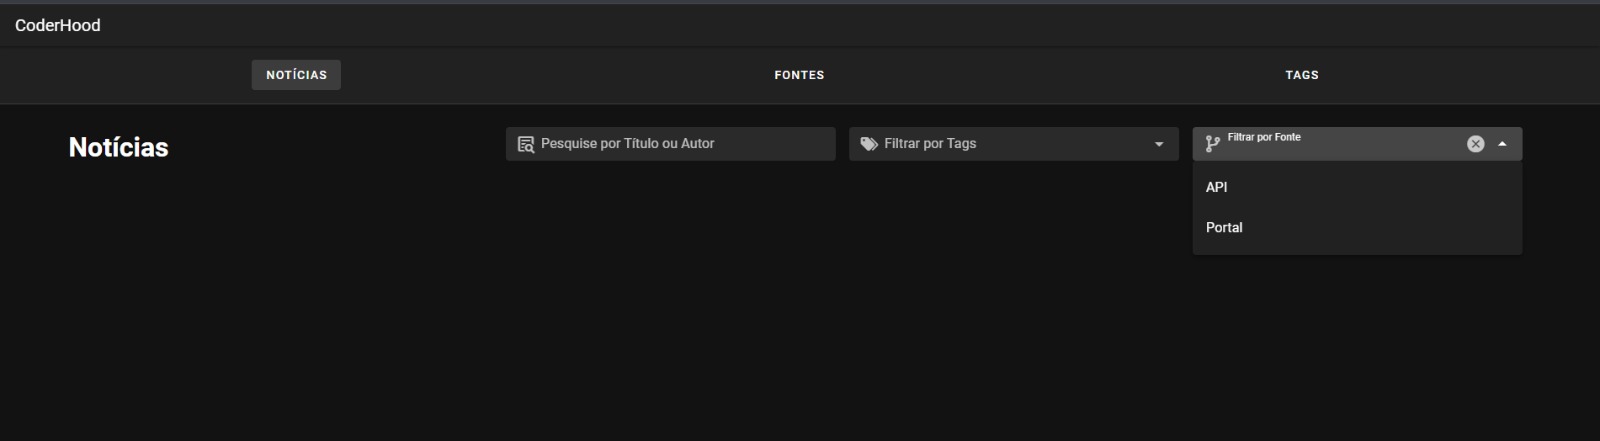 CoderHood
NOTÍCIAS
FONTES
TAGS
Notícias
Pesquise por Título ou Autor
Filtrar por Tags
Filtrar por Fonte
API
Portal